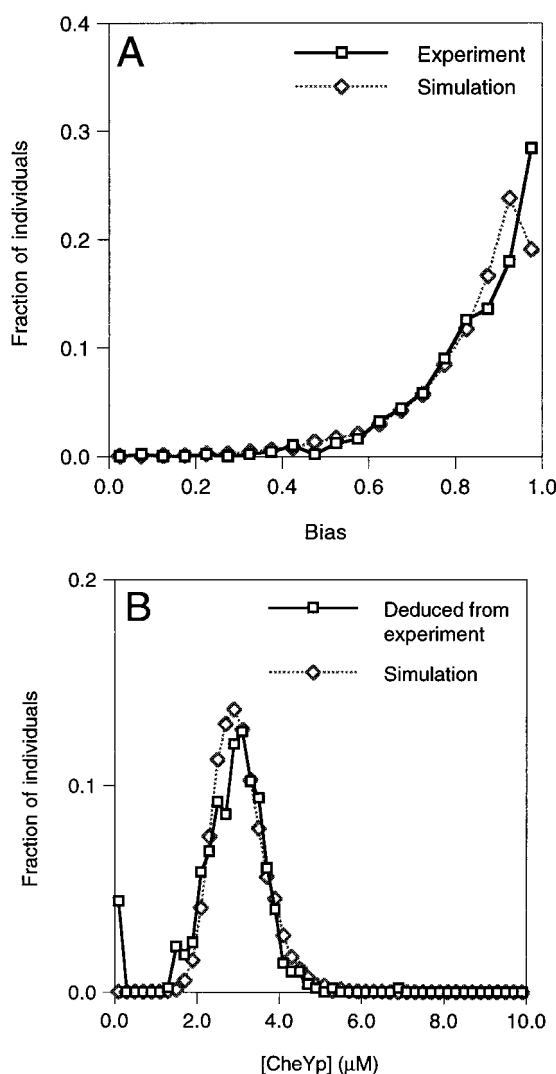 A
Experiment
Simulation
Fraction of individuals
0.4
0.3
0.2
0.1
0.0
0.0 0.2 0.4 0.6 0.8 1.0
Bias
B
Deduced from
experiment
Simulation
Fraction of individuals
0.2
0.1
0.0
0.0 2.0 4.0 6.0 8.0 10.0
[CheYp] (μM)